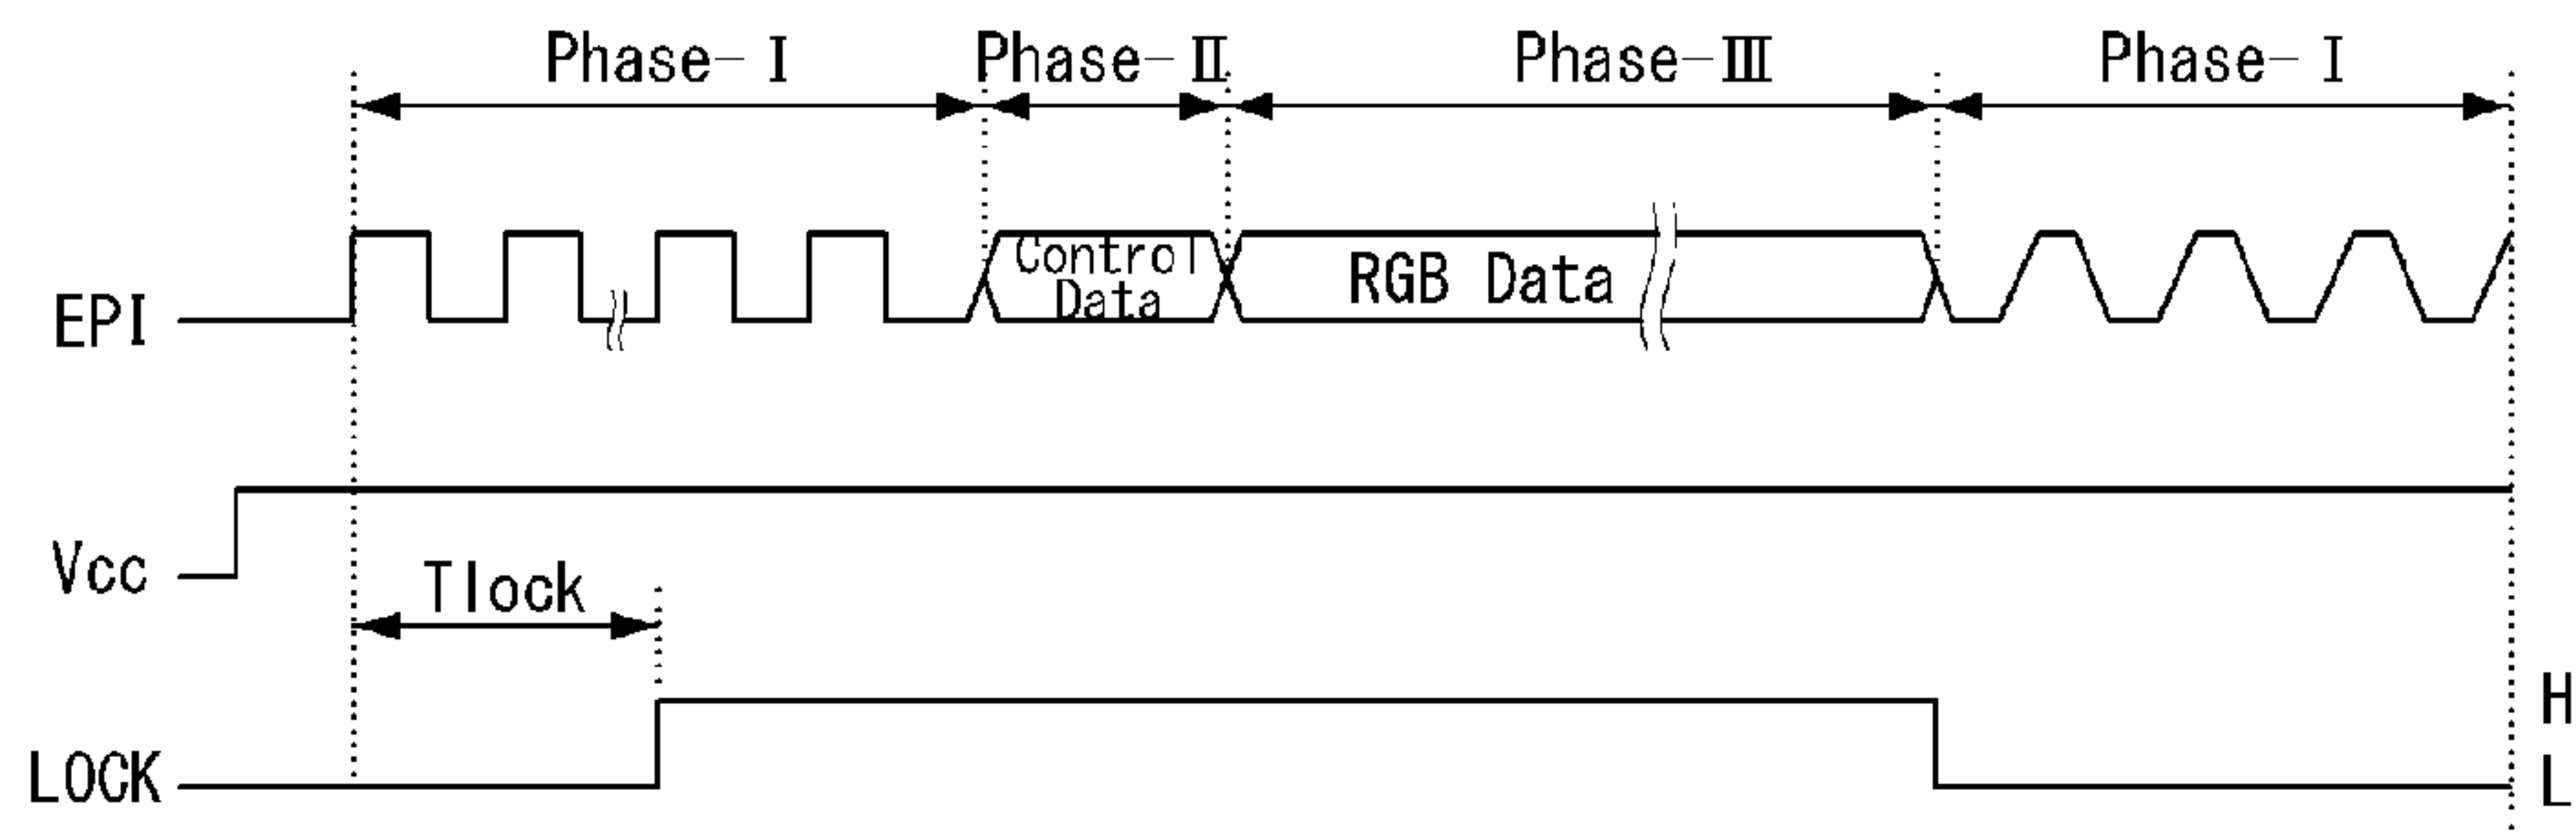 Phase-Ⅰ Phase-Ⅱ Phase-Ⅲ Phase-Ⅰ
EPI
Control
Data
RGB Data
Vcc
Tlock
LOCK
H
L